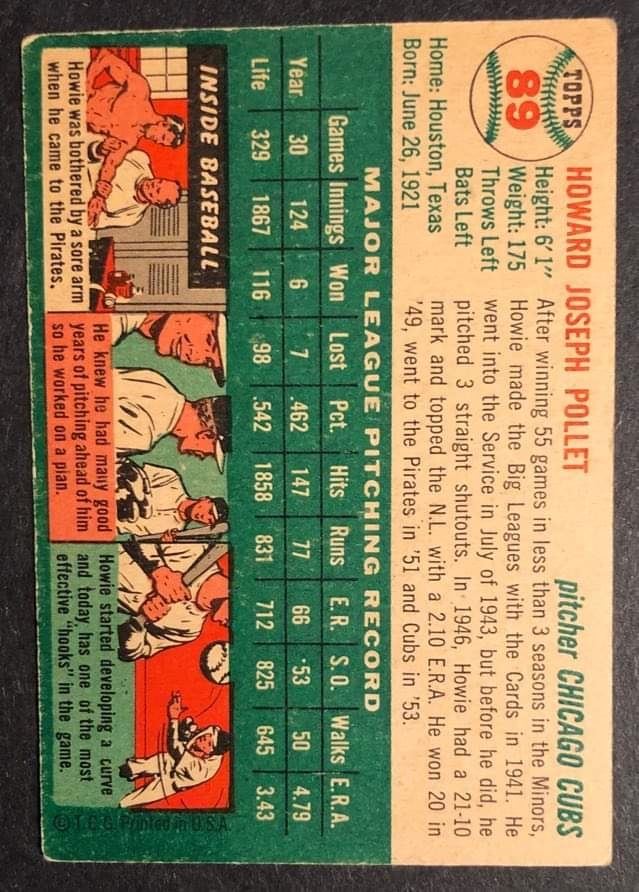 TOPPS
89
HOWARD JOSEPH POLLET
pitcher CHICAGO CUBS
Height: 6'1"
Weight: 175
Throws Left
Bats Left
Home: Houston, Texas
Born: June 26, 1921
After winning 55 games in less than 3 seasons in the Minors,
Howie made the Big Leagues with the Cards in 1941. He
went into the Service in July of 1943, but before he did, he
pitched 3 straight shutouts. In 1946, Howie had a 21-10
mark and topped the N.L. with a 2.10 E.R.A. He won 20 in
'49, went to the Pirates in '51 and Cubs in '53.
MAJOR LEAGUE PITCHING RECORD
Games Innings Won Lost Pct. Hits Runs E.R. S.O. Walks E.R.A.
Year 30 124 6 7 .462 147 77 66 53 50 4.79
Life 329 1867 116 98 .542 1858 831 712 825 645 3.43
INSIDE BASEBALL
Howie was bothered by a sore arm
when he came to the Pirates.
He knew he had many good
years of pitching ahead of him
so he worked on a plan.
Howie started developing a curve
and today, has one of the most
effective "hooks" in the game.
© T.C.G. Printed in U.S.A.